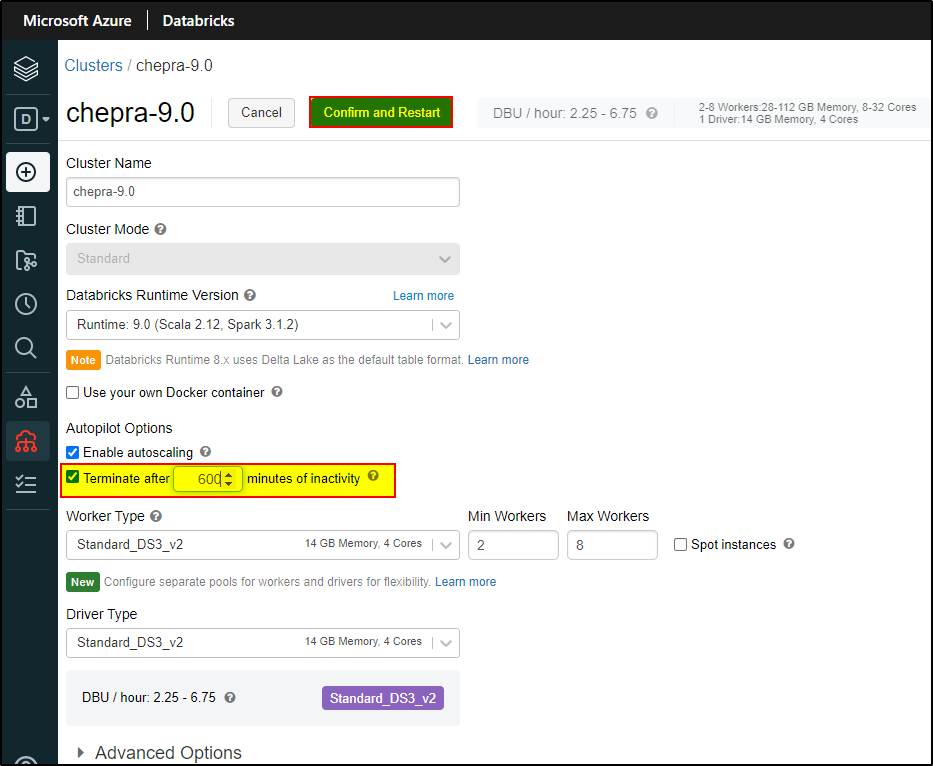 Microsoft Azure | Databricks
Clusters / chepra-9.0
chepra-9.0
Cancel
Confirm and Restart
DBU / hour: 2.25 - 6.75
2-8 Workers:28-112 GB Memory, 8-32 Cores
1 Driver:14 GB Memory, 4 Cores
D
Cluster Name
chepra-9.0
Cluster Mode
Standard
Databricks Runtime Version
Learn more
Runtime: 9.0 (Scala 2.12, Spark 3.1.2)
Note Databricks Runtime 8.x uses Delta Lake as the default table format. Learn more
Use your own Docker container
Autopilot Options
Enable autoscaling
Terminate after 600 minutes of inactivity
Worker Type
Min Workers
Max Workers
Standard_DS3_v2 14 GB Memory, 4 Cores
2
8
Spot instances
New Configure separate pools for workers and drivers for flexibility. Learn more
Driver Type
Standard_DS3_v2 14 GB Memory, 4 Cores
DBU / hour: 2.25 - 6.75
Standard_DS3_v2
Advanced Options